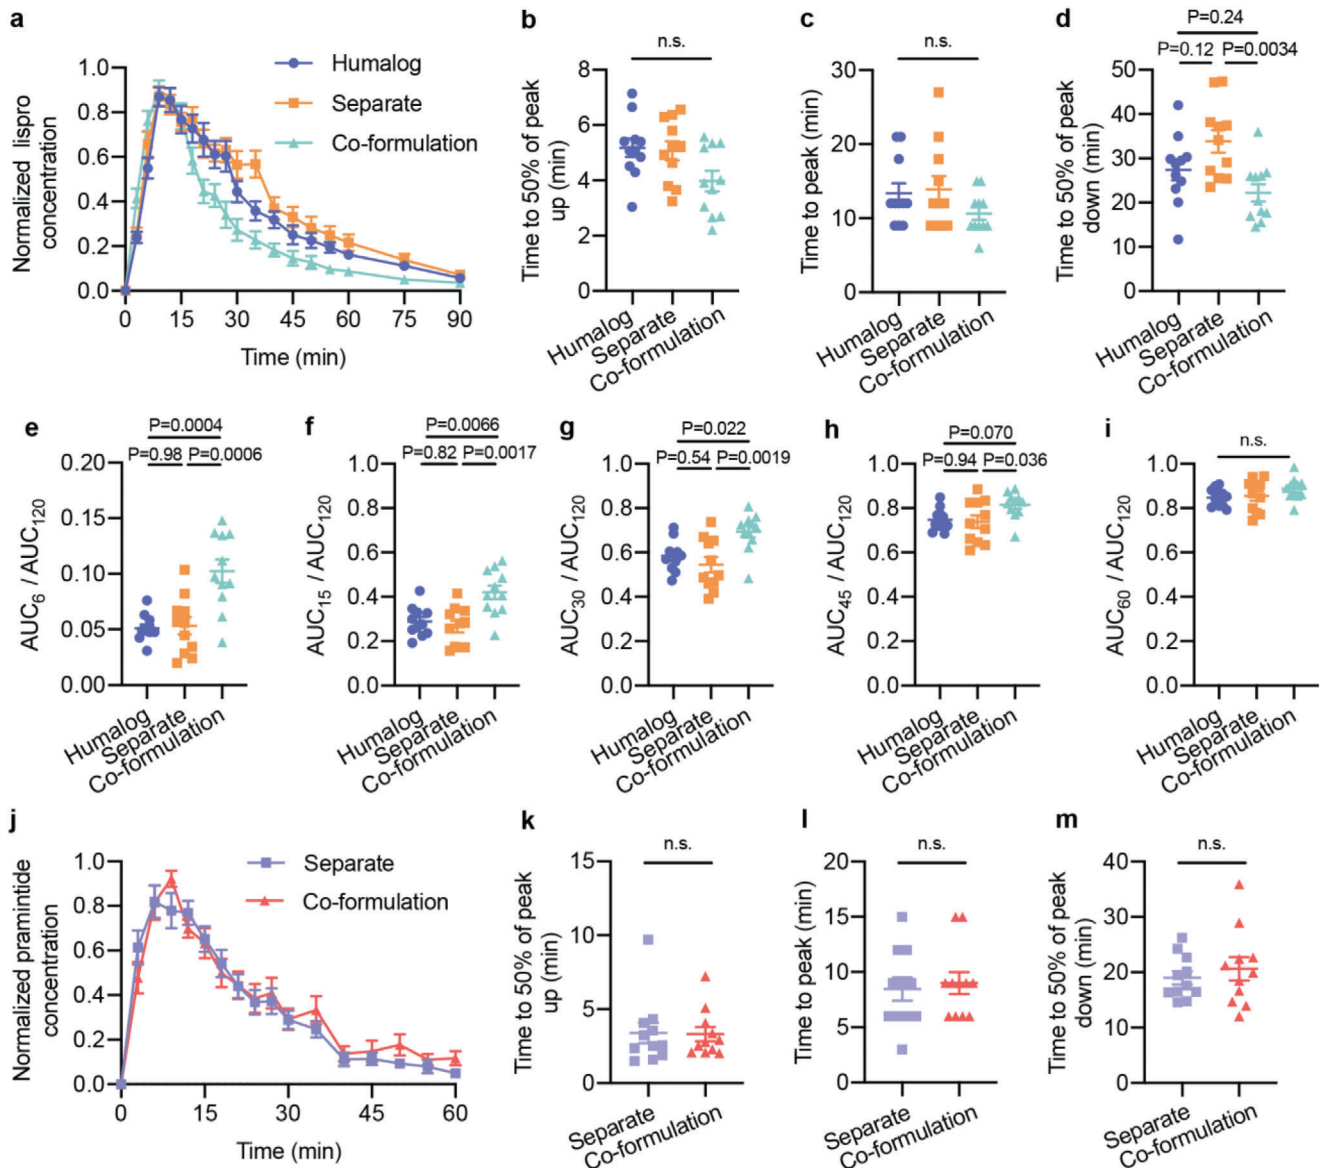 a
Normalized lispro
concentration
1.0
0.8
0.6
0.4
0.2
0.0
0 15 30 45 60 75 90
Time (min)
Humalog
Separate
Co-formulation
b
n.s.
Time to 50% of peak
up (min)
8
6
4
2
0
Humalog
Separate
Co-formulation
c
n.s.
Time to peak (min)
30
20
10
0
Humalog
Separate
Co-formulation
d
P=0.24
P=0.12 P=0.0034
Time to 50% of peak
down (min)
50
40
30
20
10
0
Humalog
Separate
Co-formulation
e
P=0.0004
P=0.98 P=0.0006
AUC6 / AUC120
0.20
0.15
0.10
0.05
0.00
Humalog
Separate
Co-formulation
f
P=0.0066
P=0.82 P=0.0017
AUC15 / AUC120
1.0
0.8
0.6
0.4
0.2
0.0
Humalog
Separate
Co-formulation
g
P=0.022
P=0.54 P=0.0019
AUC30 / AUC120
1.0
0.8
0.6
0.4
0.2
0.0
Humalog
Separate
Co-formulation
h
P=0.070
P=0.94 P=0.036
AUC45 / AUC120
1.0
0.8
0.6
0.4
0.2
0.0
Humalog
Separate
Co-formulation
i
n.s.
AUC60 / AUC120
1.0
0.8
0.6
0.4
0.2
0.0
Humalog
Separate
Co-formulation
j
Normalized pramintide
concentration
1.0
0.8
0.6
0.4
0.2
0.0
0 15 30 45 60
Time (min)
Separate
Co-formulation
k
n.s.
Time to 50% of peak
up (min)
15
10
5
0
Separate
Co-formulation
l
n.s.
Time to peak (min)
20
15
10
5
0
Separate
Co-formulation
m
n.s.
Time to 50% of peak
down (min)
40
30
20
10
0
Separate
Co-formulation